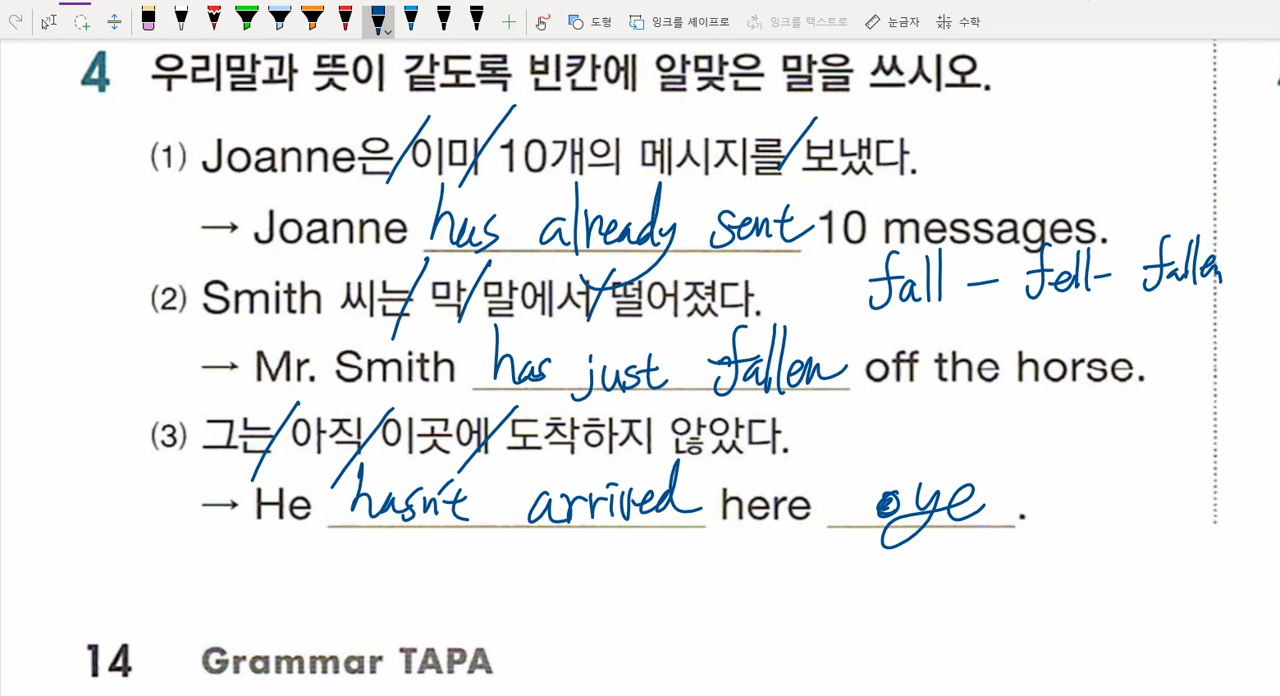 도형 잉크를 셰이프로 잉크를 텍스트로 눈금자 수학
4 우리말과 뜻이 같도록 빈칸에 알맞은 말을 쓰시오.
(1) Joanne은 이미 10개의 메시지를 보냈다.
→ Joanne has already sent 10 messages.
fall - fell - fallen
(2) Smith 씨는 막 말에서 떨어졌다.
→ Mr. Smith has just fallen off the horse.
(3) 그는 아직 이곳에 도착하지 않았다.
→ He hasn't arrived here ye .
14 Grammar TAPA